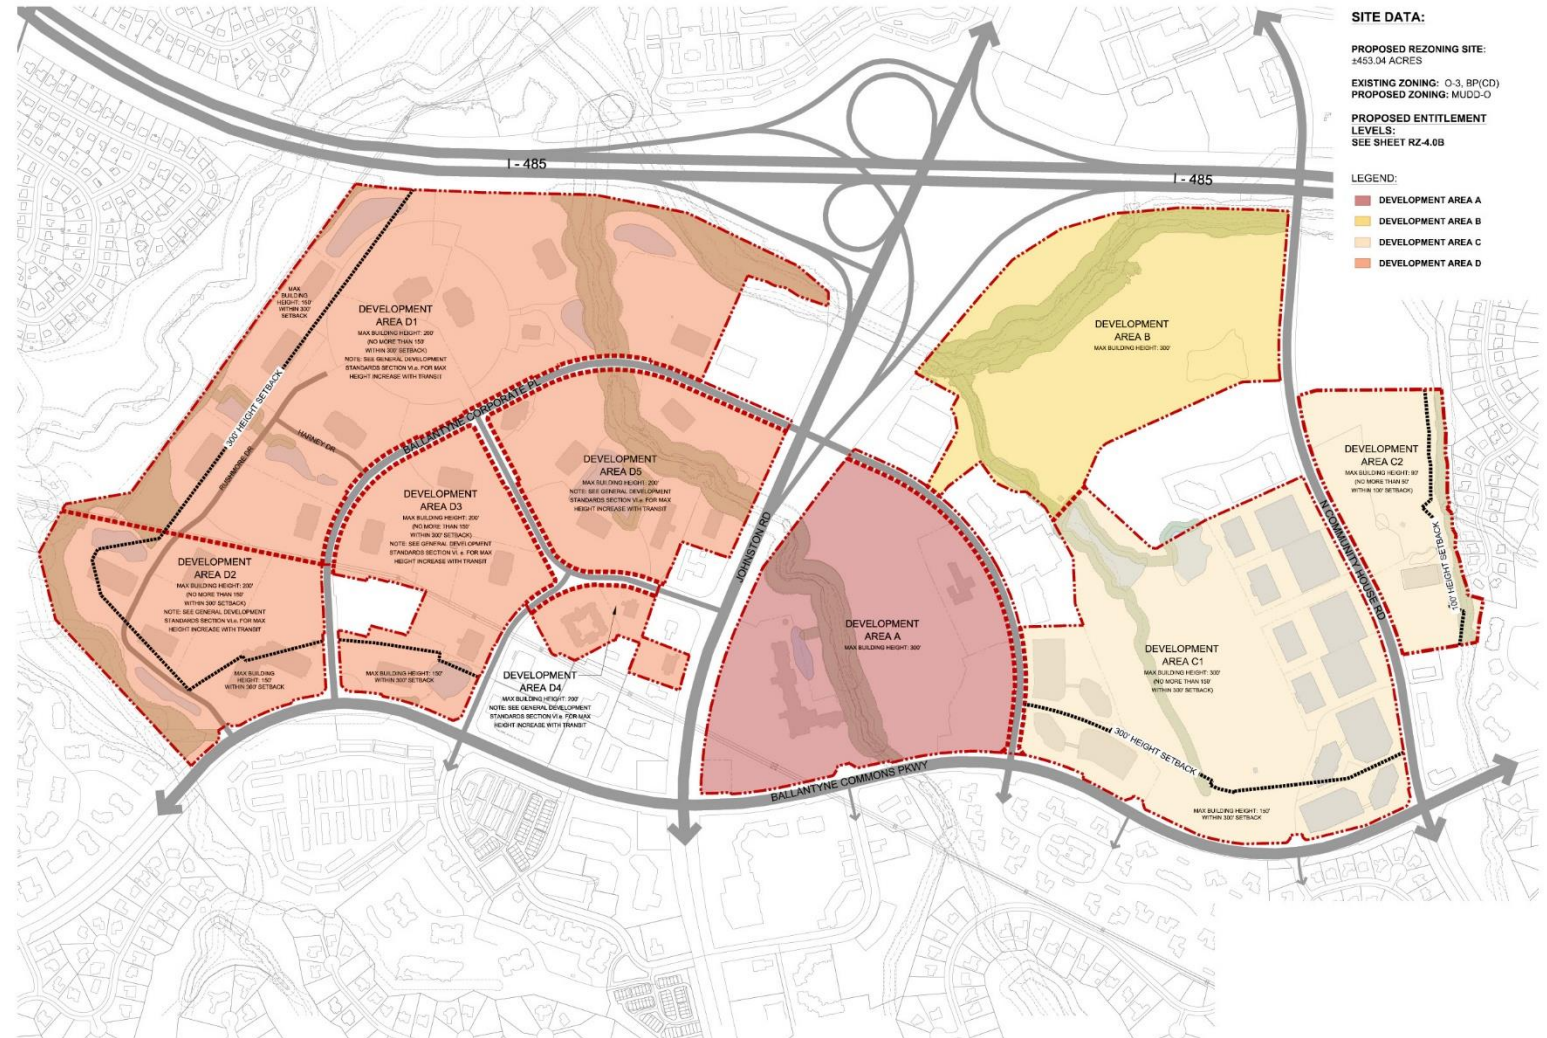 SITE DATA:
PROPOSED REZONING SITE:
±453.04 ACRES
EXISTING ZONING: O-3, BP(CD)
PROPOSED ZONING: MUDD-O
PROPOSED ENTITLEMENT
LEVELS:
SEE SHEET RZ-4.0B
LEGEND:
DEVELOPMENT AREA A
DEVELOPMENT AREA B
DEVELOPMENT AREA C
DEVELOPMENT AREA D
I - 485
I - 485
MAX
BUILDING
HEIGHT: 150'
WITHIN 300'
SETBACK
DEVELOPMENT
AREA D1
MAX BUILDING HEIGHT: 200'
(NO MORE THAN 150'
WITHIN 300' SETBACK)
NOTE: SEE GENERAL DEVELOPMENT
STANDARDS SECTION VI.e. FOR MAX
HEIGHT INCREASE WITH TRANSIT
300' HEIGHT SETBACK
RUSHMORE DR
HARNEY DR
BALLANTYNE CORPORATE PL
DEVELOPMENT
AREA B
MAX BUILDING HEIGHT: 300'
DEVELOPMENT
AREA D5
MAX BUILDING HEIGHT: 200'
NOTE: SEE GENERAL DEVELOPMENT
STANDARDS SECTION VI.e. FOR MAX
HEIGHT INCREASE WITH TRANSIT
DEVELOPMENT
AREA D3
MAX BUILDING HEIGHT: 200'
(NO MORE THAN 150'
WITHIN 300' SETBACK)
NOTE: SEE GENERAL DEVELOPMENT
STANDARDS SECTION VI.e. FOR MAX
HEIGHT INCREASE WITH TRANSIT
DEVELOPMENT
AREA C2
MAX BUILDING HEIGHT:
(NO MORE THAN 50'
WITHIN 100' SETBACK)
100' HEIGHT SETBACK
N COMMUNITY HOUSE RD
JOHNSTON RD
DEVELOPMENT
AREA D2
MAX BUILDING HEIGHT: 200'
(NO MORE THAN 150'
WITHIN 300' SETBACK)
NOTE: SEE GENERAL DEVELOPMENT
STANDARDS SECTION VI.e. FOR MAX
HEIGHT INCREASE WITH TRANSIT
MAX BUILDING
HEIGHT: 150'
WITHIN 300' SETBACK
MAX BUILDING HEIGHT: 150'
WITHIN 300' SETBACK
DEVELOPMENT
AREA D4
MAX BUILDING HEIGHT: 200'
NOTE: SEE GENERAL DEVELOPMENT
STANDARDS SECTION VI.e. FOR MAX
HEIGHT INCREASE WITH TRANSIT
DEVELOPMENT
AREA A
MAX BUILDING HEIGHT: 300'
DEVELOPMENT
AREA C1
MAX BUILDING HEIGHT: 300'
(NO MORE THAN 150'
WITHIN 300' SETBACK)
300' HEIGHT SETBACK
BALLANTYNE COMMONS PKWY
MAX BUILDING HEIGHT: 150'
WITHIN 300' SETBACK